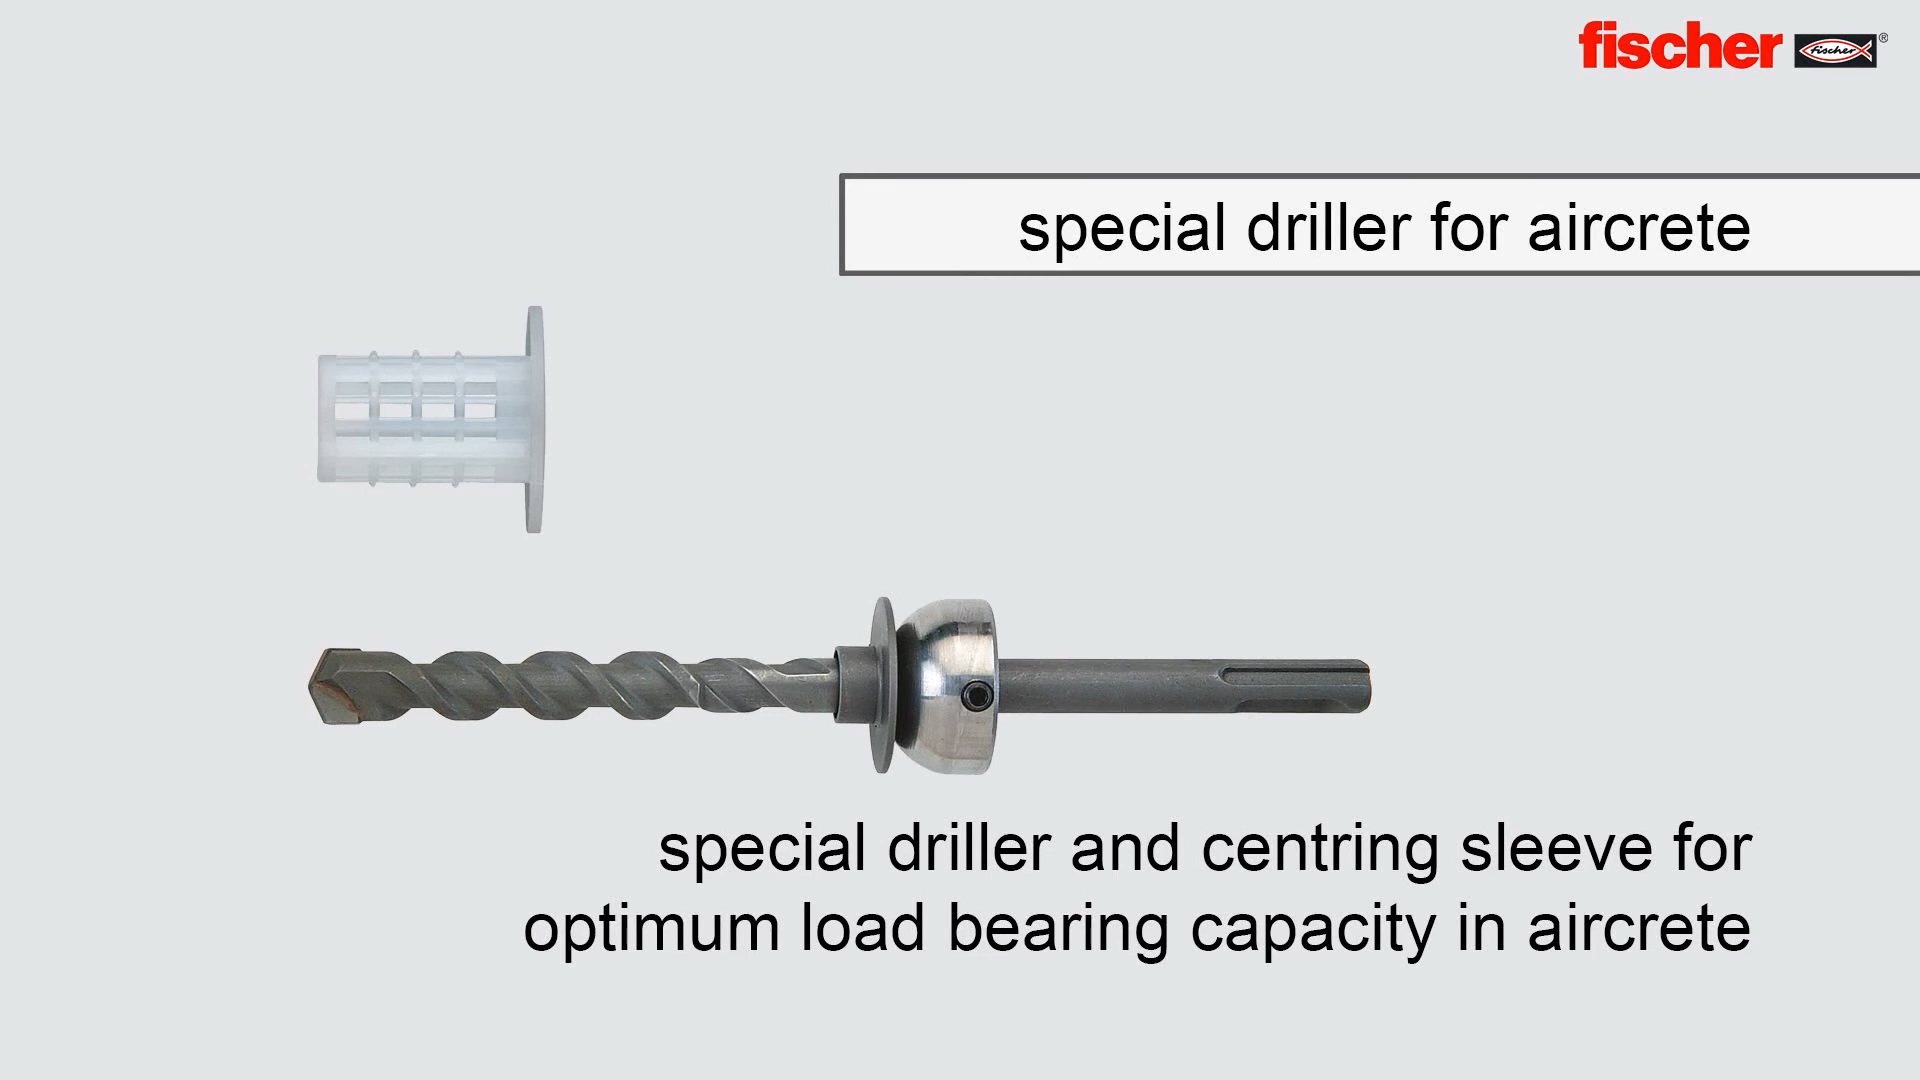 fischer fischer ®
special driller for aircrete
special driller and centring sleeve for
optimum load bearing capacity in aircrete